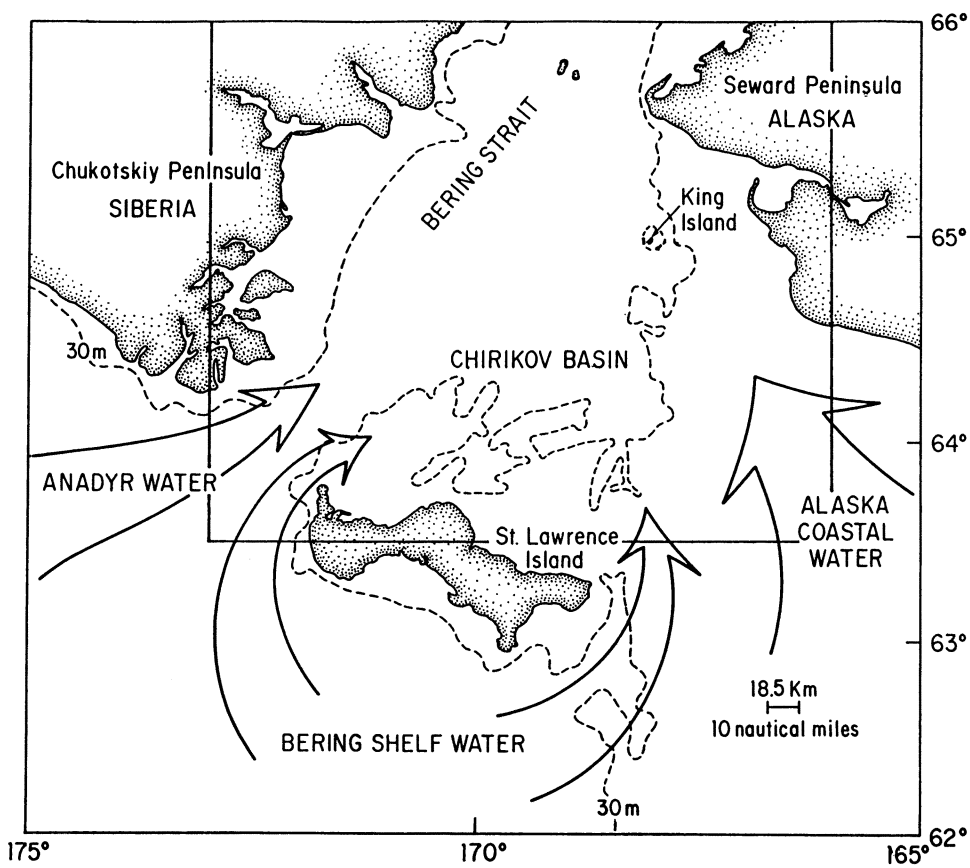 66°
Seward Peninsula
ALASKA
BERING STRAIT
Chukotskiy PenInsula
SIBERIA
King
Island
65°
30m
CHIRIKOV BASIN
64°
ANADYR WATER
ALASKA
COASTAL
WATER
St. Lawrence
Island
63°
18.5 Km
10 nautical miles
BERING SHELF WATER
30m
62°
175°
170°
165°